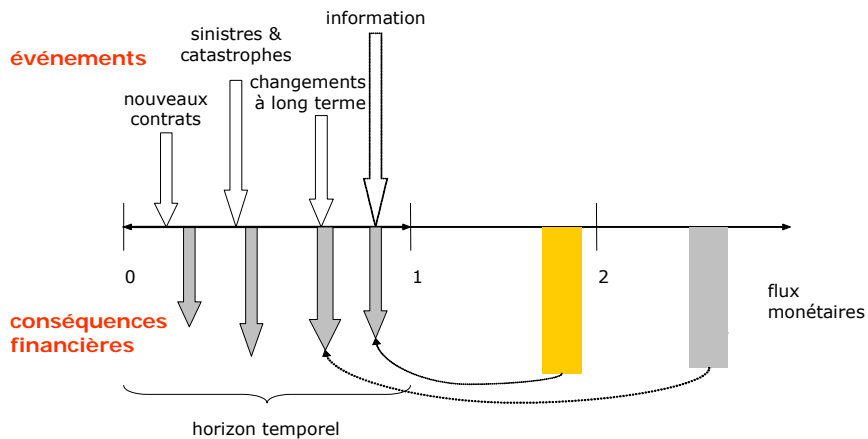 information
sinistres &
catastrophes
événements
changements
à long terme
nouveaux
contrats
0
1
2
flux
monétaires
conséquences
financières
horizon temporel